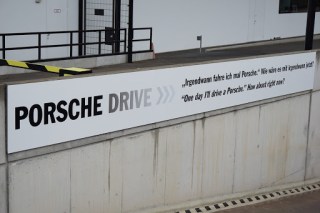 PORSCHE DRIVE >>>
„Irgendwann fahre ich mal Porsche.“ Wie wäre es mit irgendwann jetzt?
“One day I'll drive a Porsche.” How about right now?